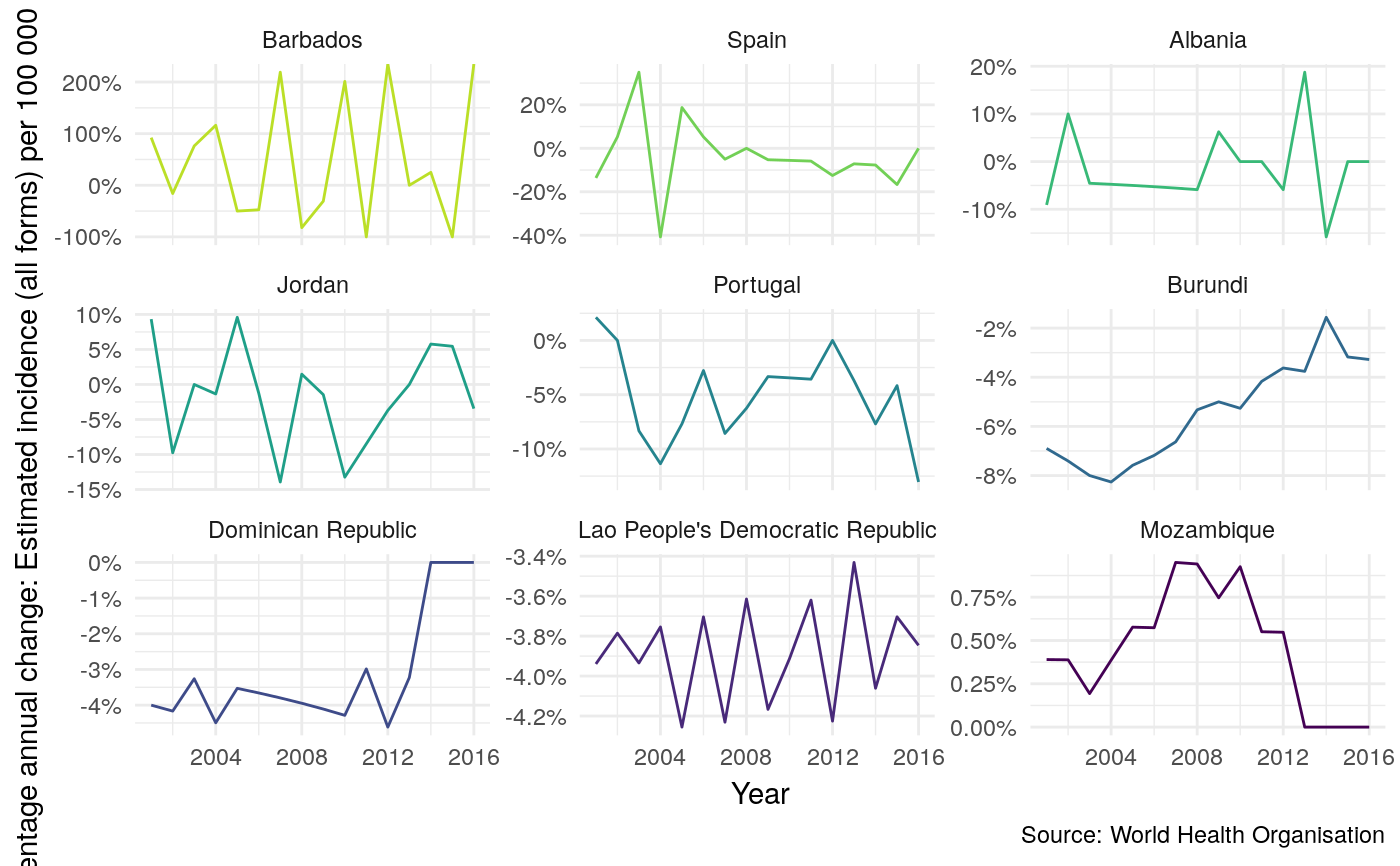 entage annual change: Estimated incidence (all forms) per 100 000
Barbados
Spain
Albania
200%
100%
0%
-100%
20%
0%
-20%
-40%
20%
10%
0%
-10%
Jordan
Portugal
Burundi
10%
5%
0%
-5%
-10%
-15%
0%
-5%
-10%
-2%
-4%
-6%
-8%
Dominican Republic
Lao People's Democratic Republic
Mozambique
0%
-1%
-2%
-3%
-4%
-3.4%
-3.6%
-3.8%
-4.0%
-4.2%
0.75%
0.50%
0.25%
0.00%
2004 2008 2012 2016
2004 2008 2012 2016
2004 2008 2012 2016
Year
Source: World Health Organisation